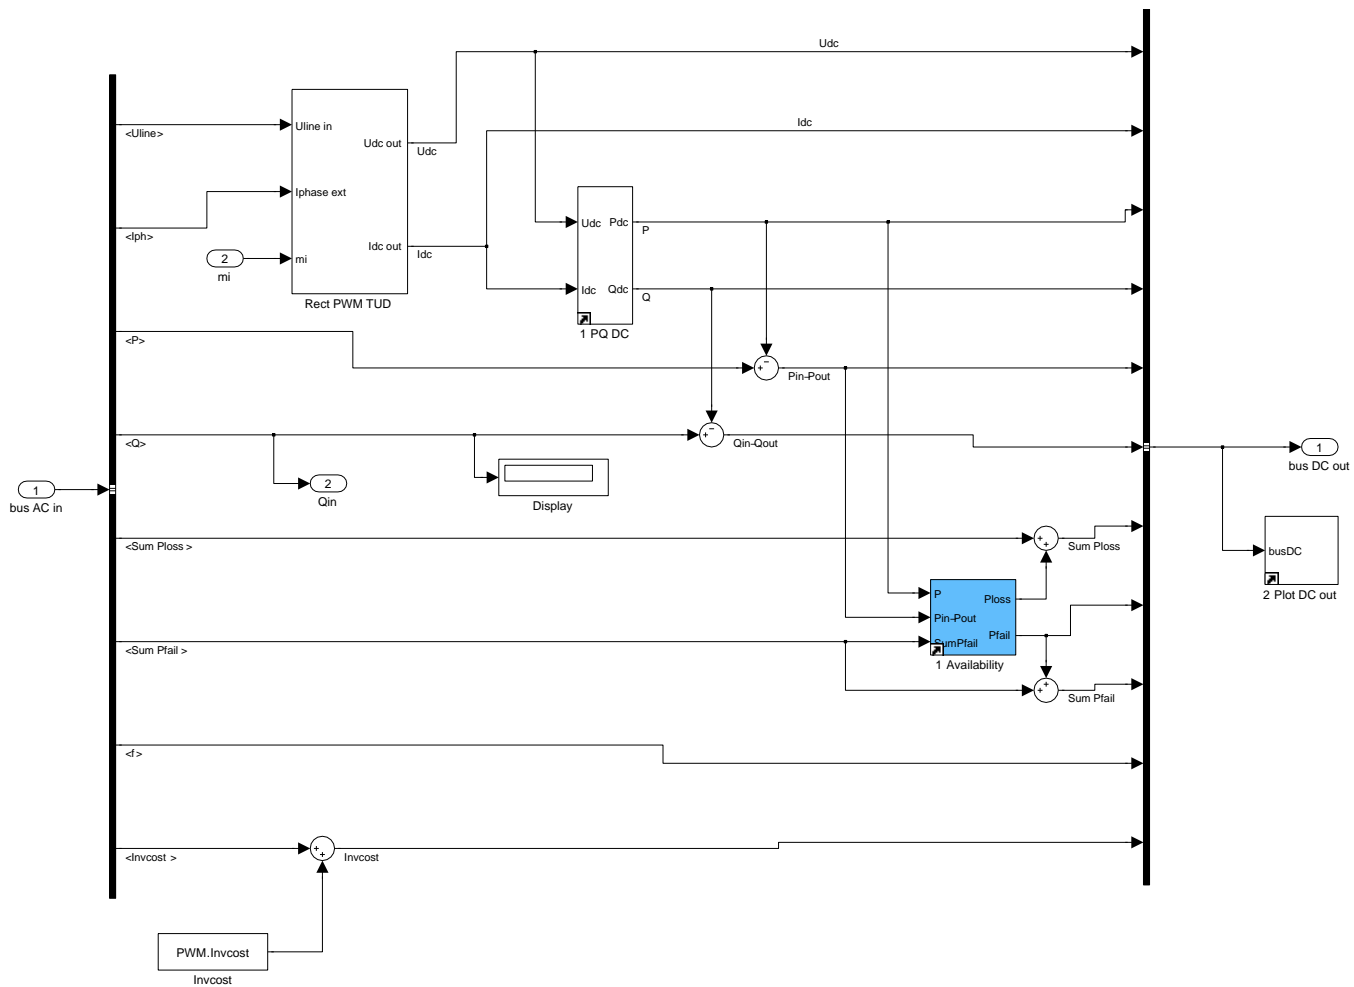 Udc
Idc
<Uline>
Uline in
Udc out
Udc
Iphase ext
<Iph>
2
mi
mi
Idc out
Idc
Rect PWM TUD
Udc
Pdc
P
Idc
Qdc
Q
1 PQ DC
<P>
Pin-Pout
<Q>
Qin-Qout
2
Qin
Display
1
bus AC in
1
bus DC out
<Sum Ploss >
Sum Ploss
busDC
2 Plot DC out
P
Ploss
Pin-Pout
Pfail
SumPfail
1 Availability
<Sum Pfail >
Sum Pfail
<f>
<Invcost >
Invcost
PWM.Invcost
Invcost